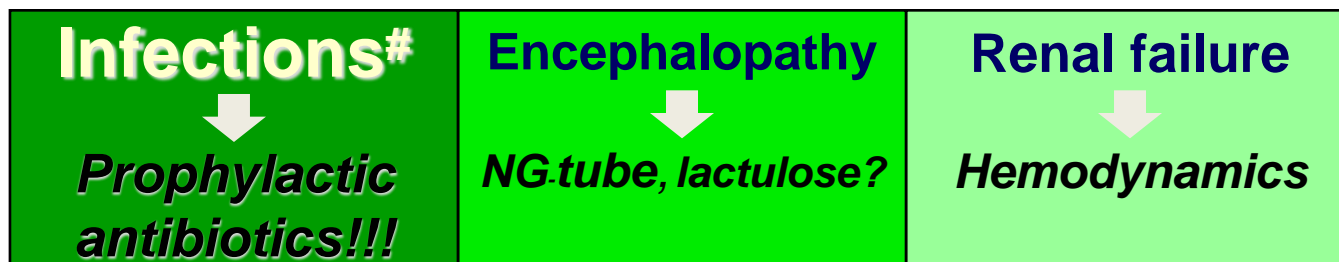 Infections#
Prophylactic
antibiotics!!!
Encephalopathy
NG-tube, lactulose?
Renal failure
Hemodynamics